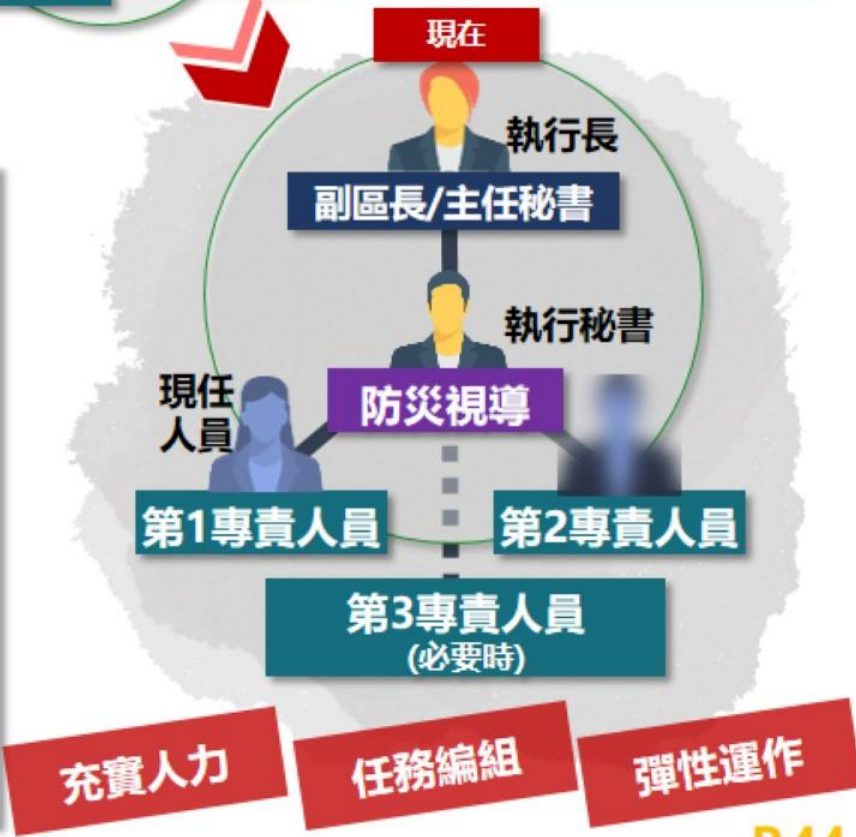 現在
執行長
副區長/主任秘書
執行秘書
防災視導
現任
人員
第1專責人員
第2專責人員
第3專責人員
(必要時)
充實人力
任務編組
彈性運作